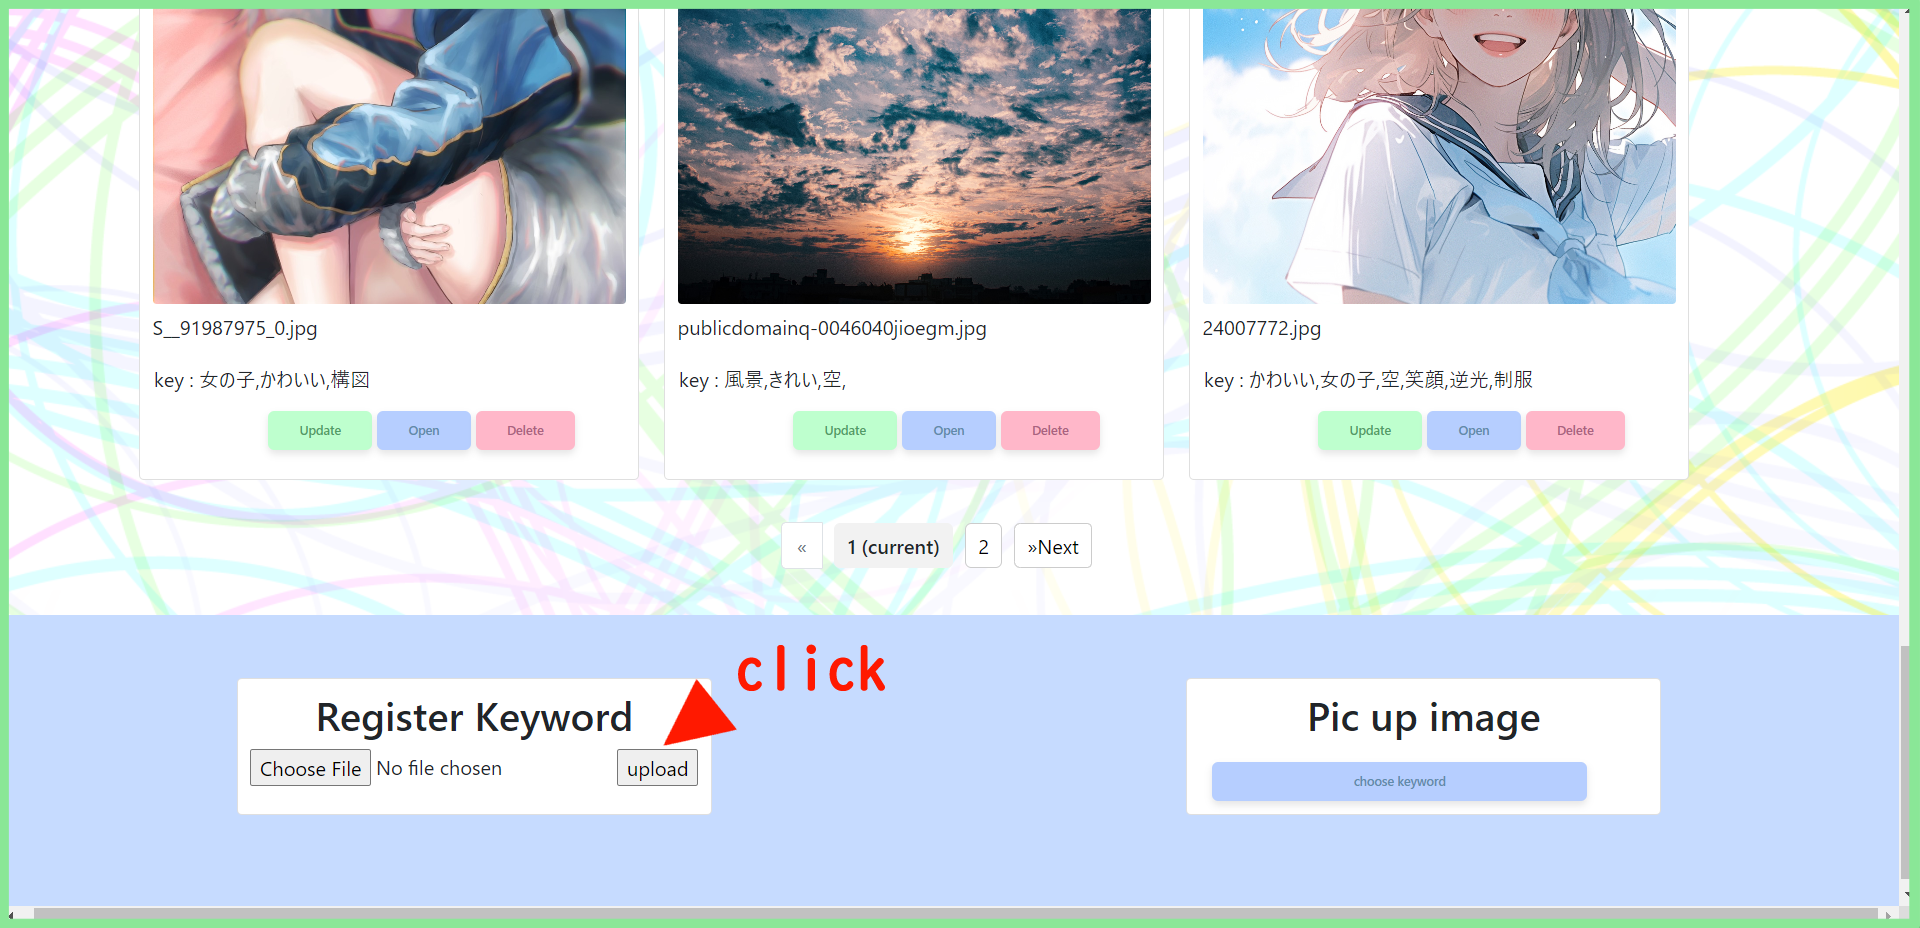 S__91987975_0.jpg
key : 女の子,かわいい,構図
Update Open Delete
publicdomainq-0046040jioegm.jpg
key : 風景,きれい,空,
Update Open Delete
24007772.jpg
key : かわいい,女の子,空,笑顔,逆光,制服
Update Open Delete
« 1 (current) 2 »Next
click
Register Keyword
Choose File No file chosen upload
Pic up image
choose keyword